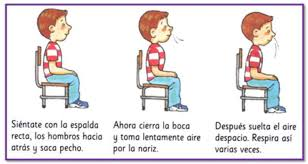 Siéntate con la espalda
recta, los hombros hacia
atrás y saca pecho.
Ahora cierra la boca
y toma lentamente aire
por la nariz.
Después suelta el aire
despacio. Respira así
varias veces.